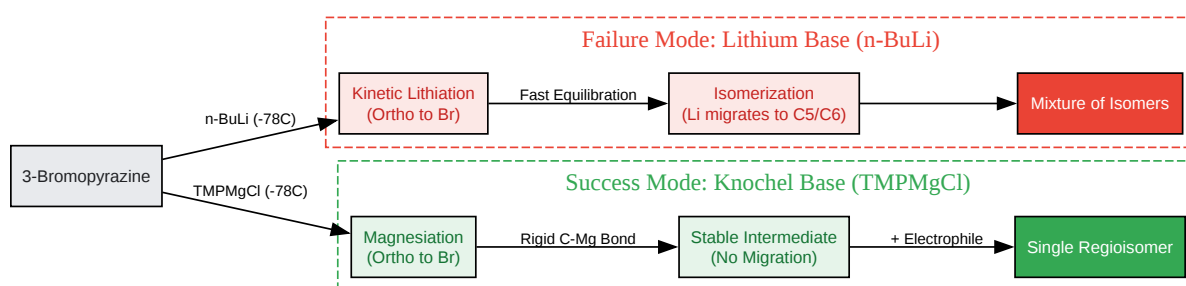 Failure Mode: Lithium Base (n-BuLi)
Kinetic Lithiation
(Ortho to Br)
Fast Equilibration
Isomerization
(Li migrates to C5/C6)
Mixture of Isomers
n-BuLi (-78C)
3-Bromopyrazine
TMPMgCl (-78C)
Success Mode: Knochel Base (TMPMgCl)
Magnesiation
(Ortho to Br)
Rigid C-Mg Bond
Stable Intermediate
(No Migration)
+ Electrophile
Single Regioisomer